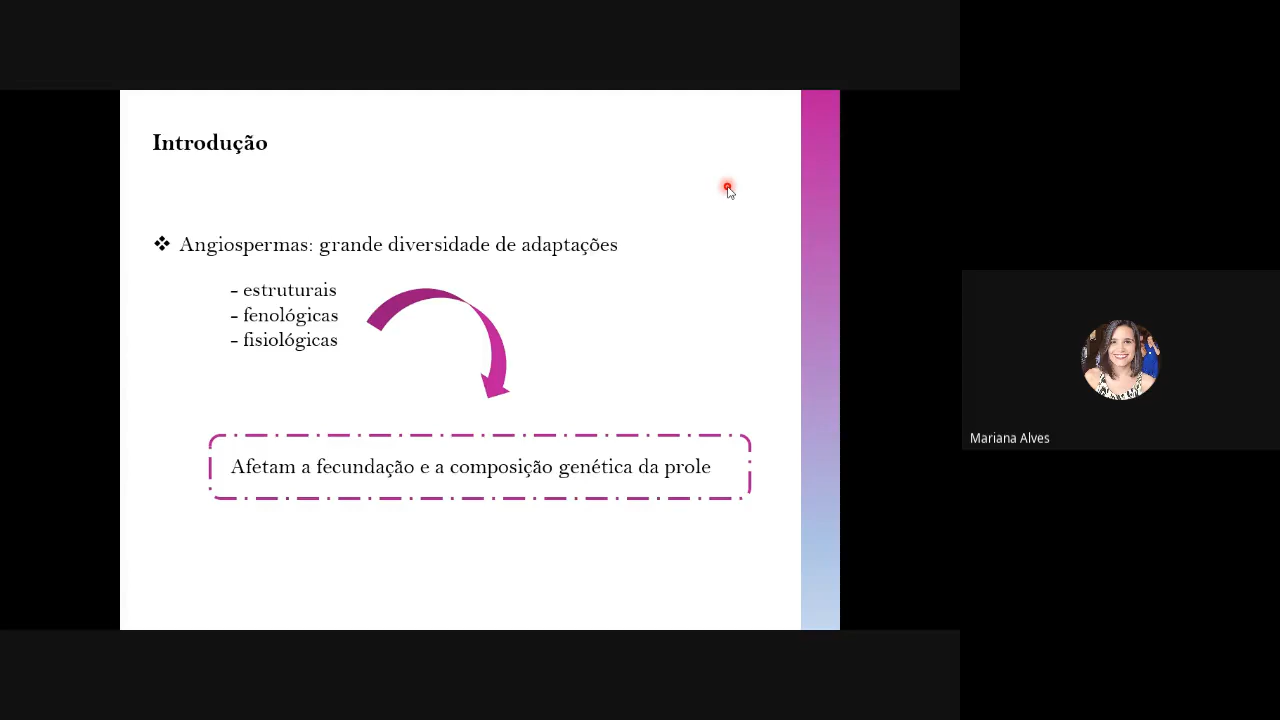 Introdução
❖ Angiospermas: grande diversidade de adaptações
- estruturais
- fenológicas
- fisiológicas
Afetam a fecundação e a composição genética da prole
Mariana Alves